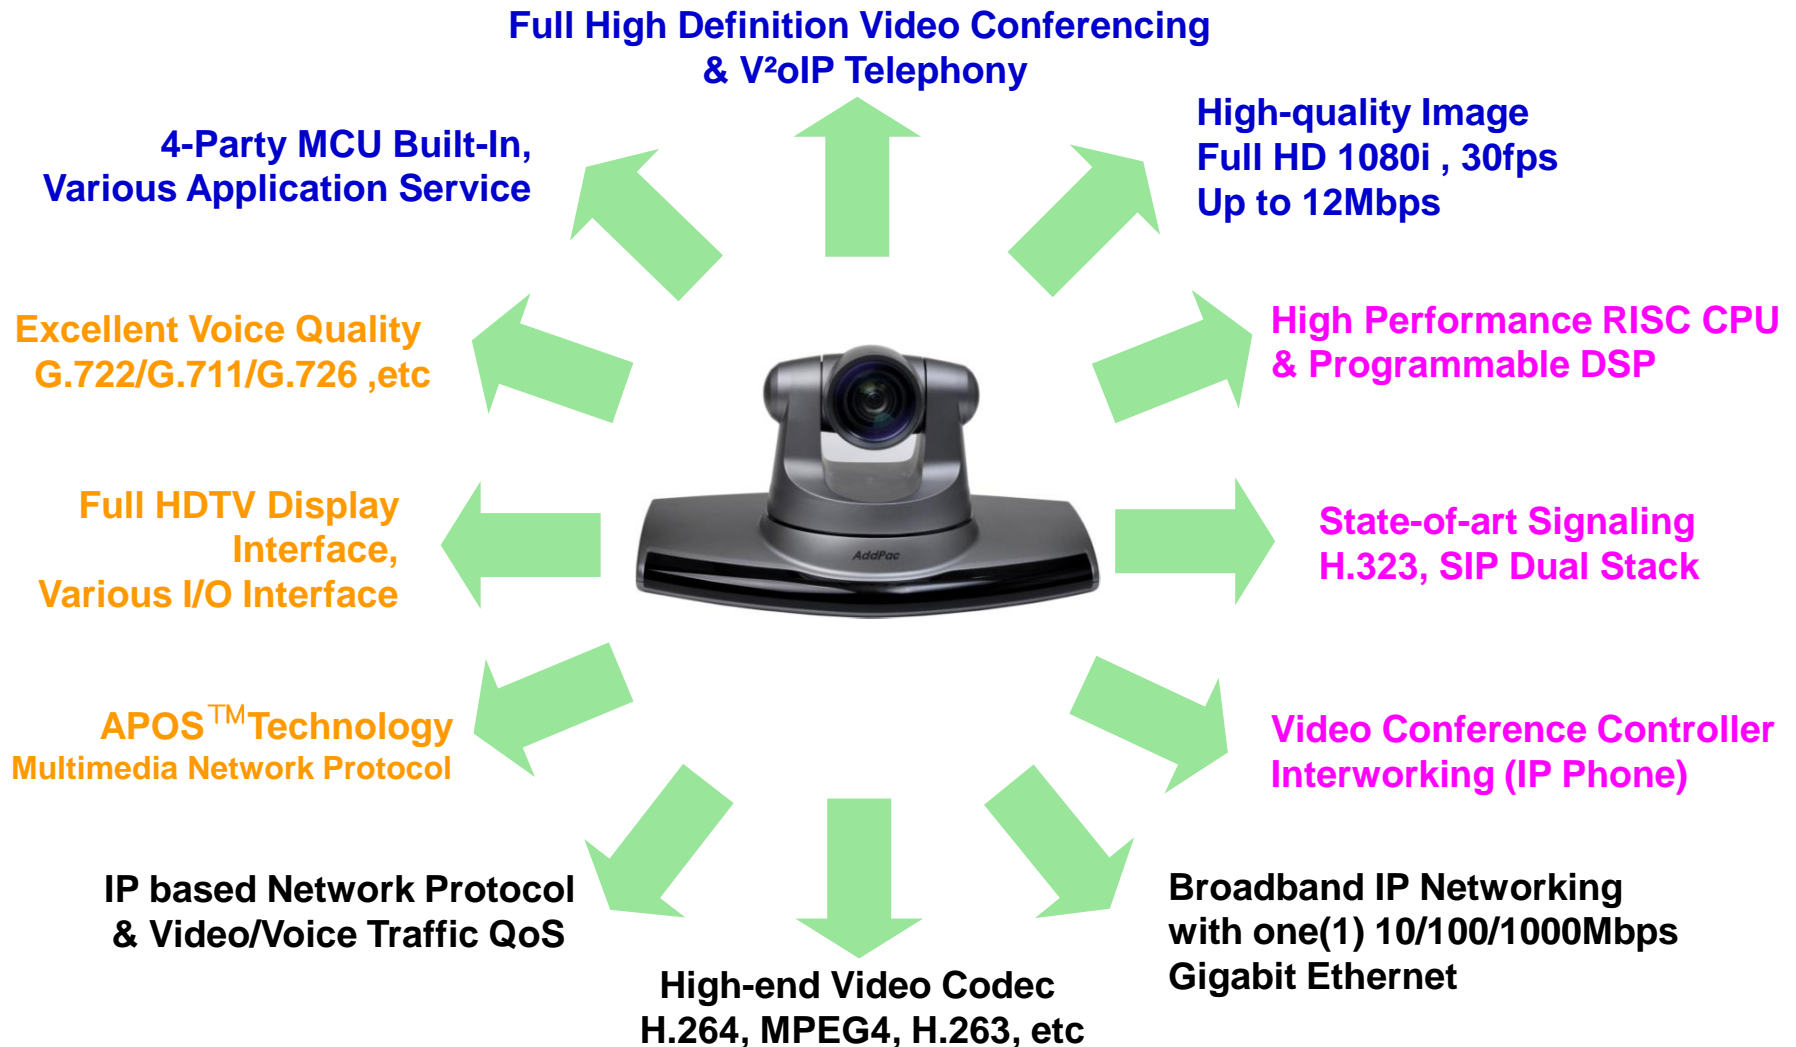 Full High Definition Video Conferencing
& V²oIP Telephony
High-quality Image
Full HD 1080i , 30fps
Up to 12Mbps
4-Party MCU Built-In,
Various Application Service
Excellent Voice Quality
G.722/G.711/G.726 ,etc
High Performance RISC CPU
& Programmable DSP
Full HDTV Display
Interface,
Various I/O Interface
AddPac
State-of-art Signaling
H.323, SIP Dual Stack
APOS™Technology
Multimedia Network Protocol
Video Conference Controller
Interworking (IP Phone)
IP based Network Protocol
& Video/Voice Traffic QoS
Broadband IP Networking
with one(1) 10/100/1000Mbps
Gigabit Ethernet
High-end Video Codec
H.264, MPEG4, H.263, etc